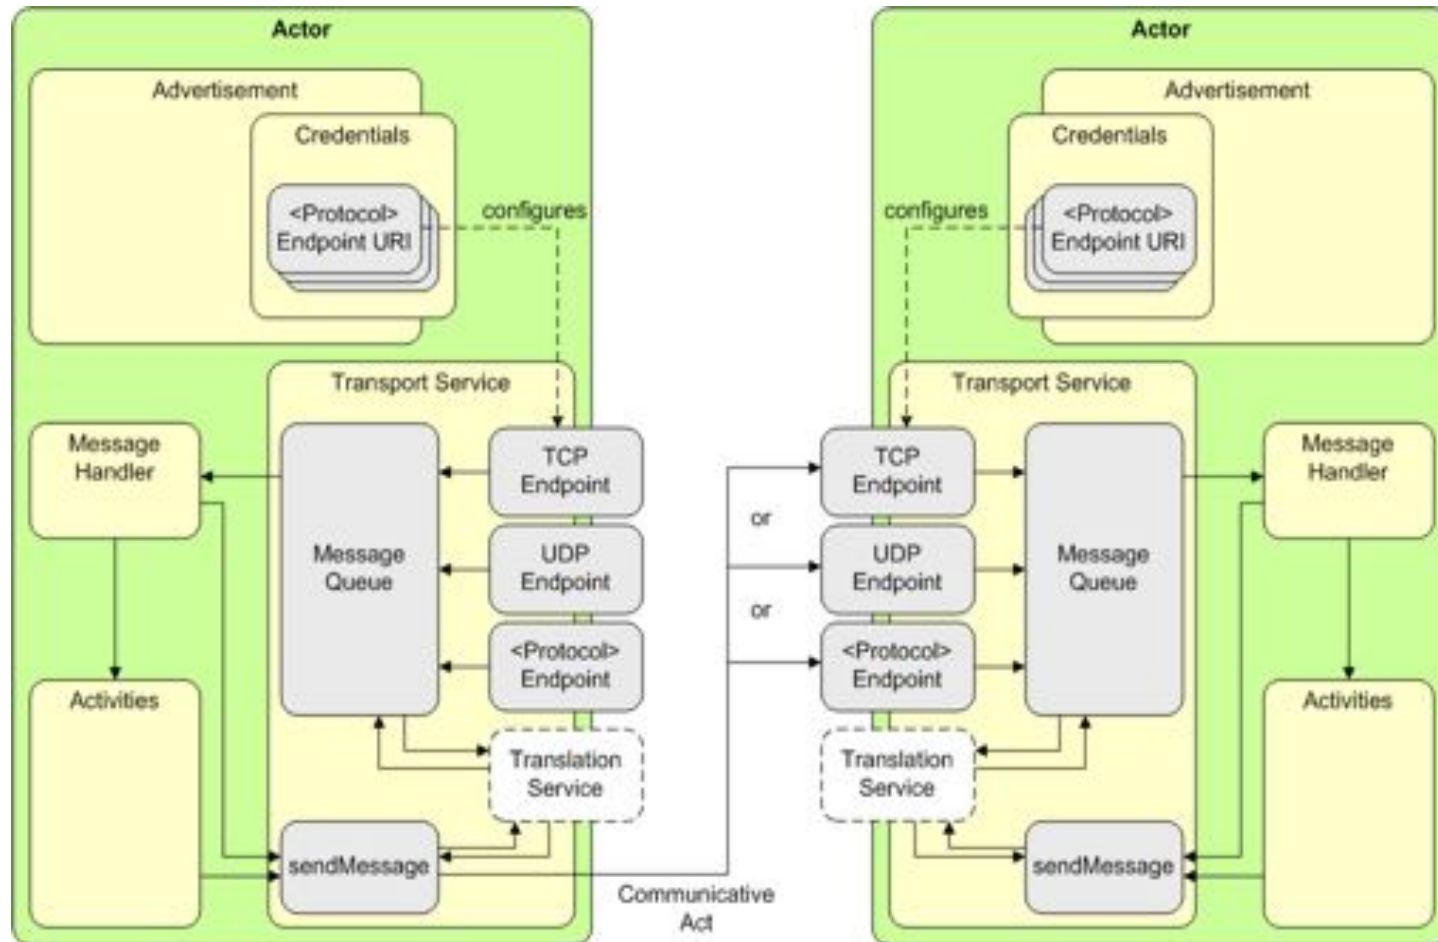 Actor
Advertisement
Credentials
<Protocol>
Endpoint URI
configures
Transport Service
Message
Handler
Message
Queue
TCP
Endpoint
UDP
Endpoint
<Protocol>
Endpoint
Activities
Translation
Service
sendMessage
or
or
Communicative
Act
Actor
Advertisement
Credentials
configures
<Protocol>
Endpoint URI
Transport Service
TCP
Endpoint
UDP
Endpoint
<Protocol>
Endpoint
Message
Queue
Message
Handler
Translation
Service
Activities
sendMessage